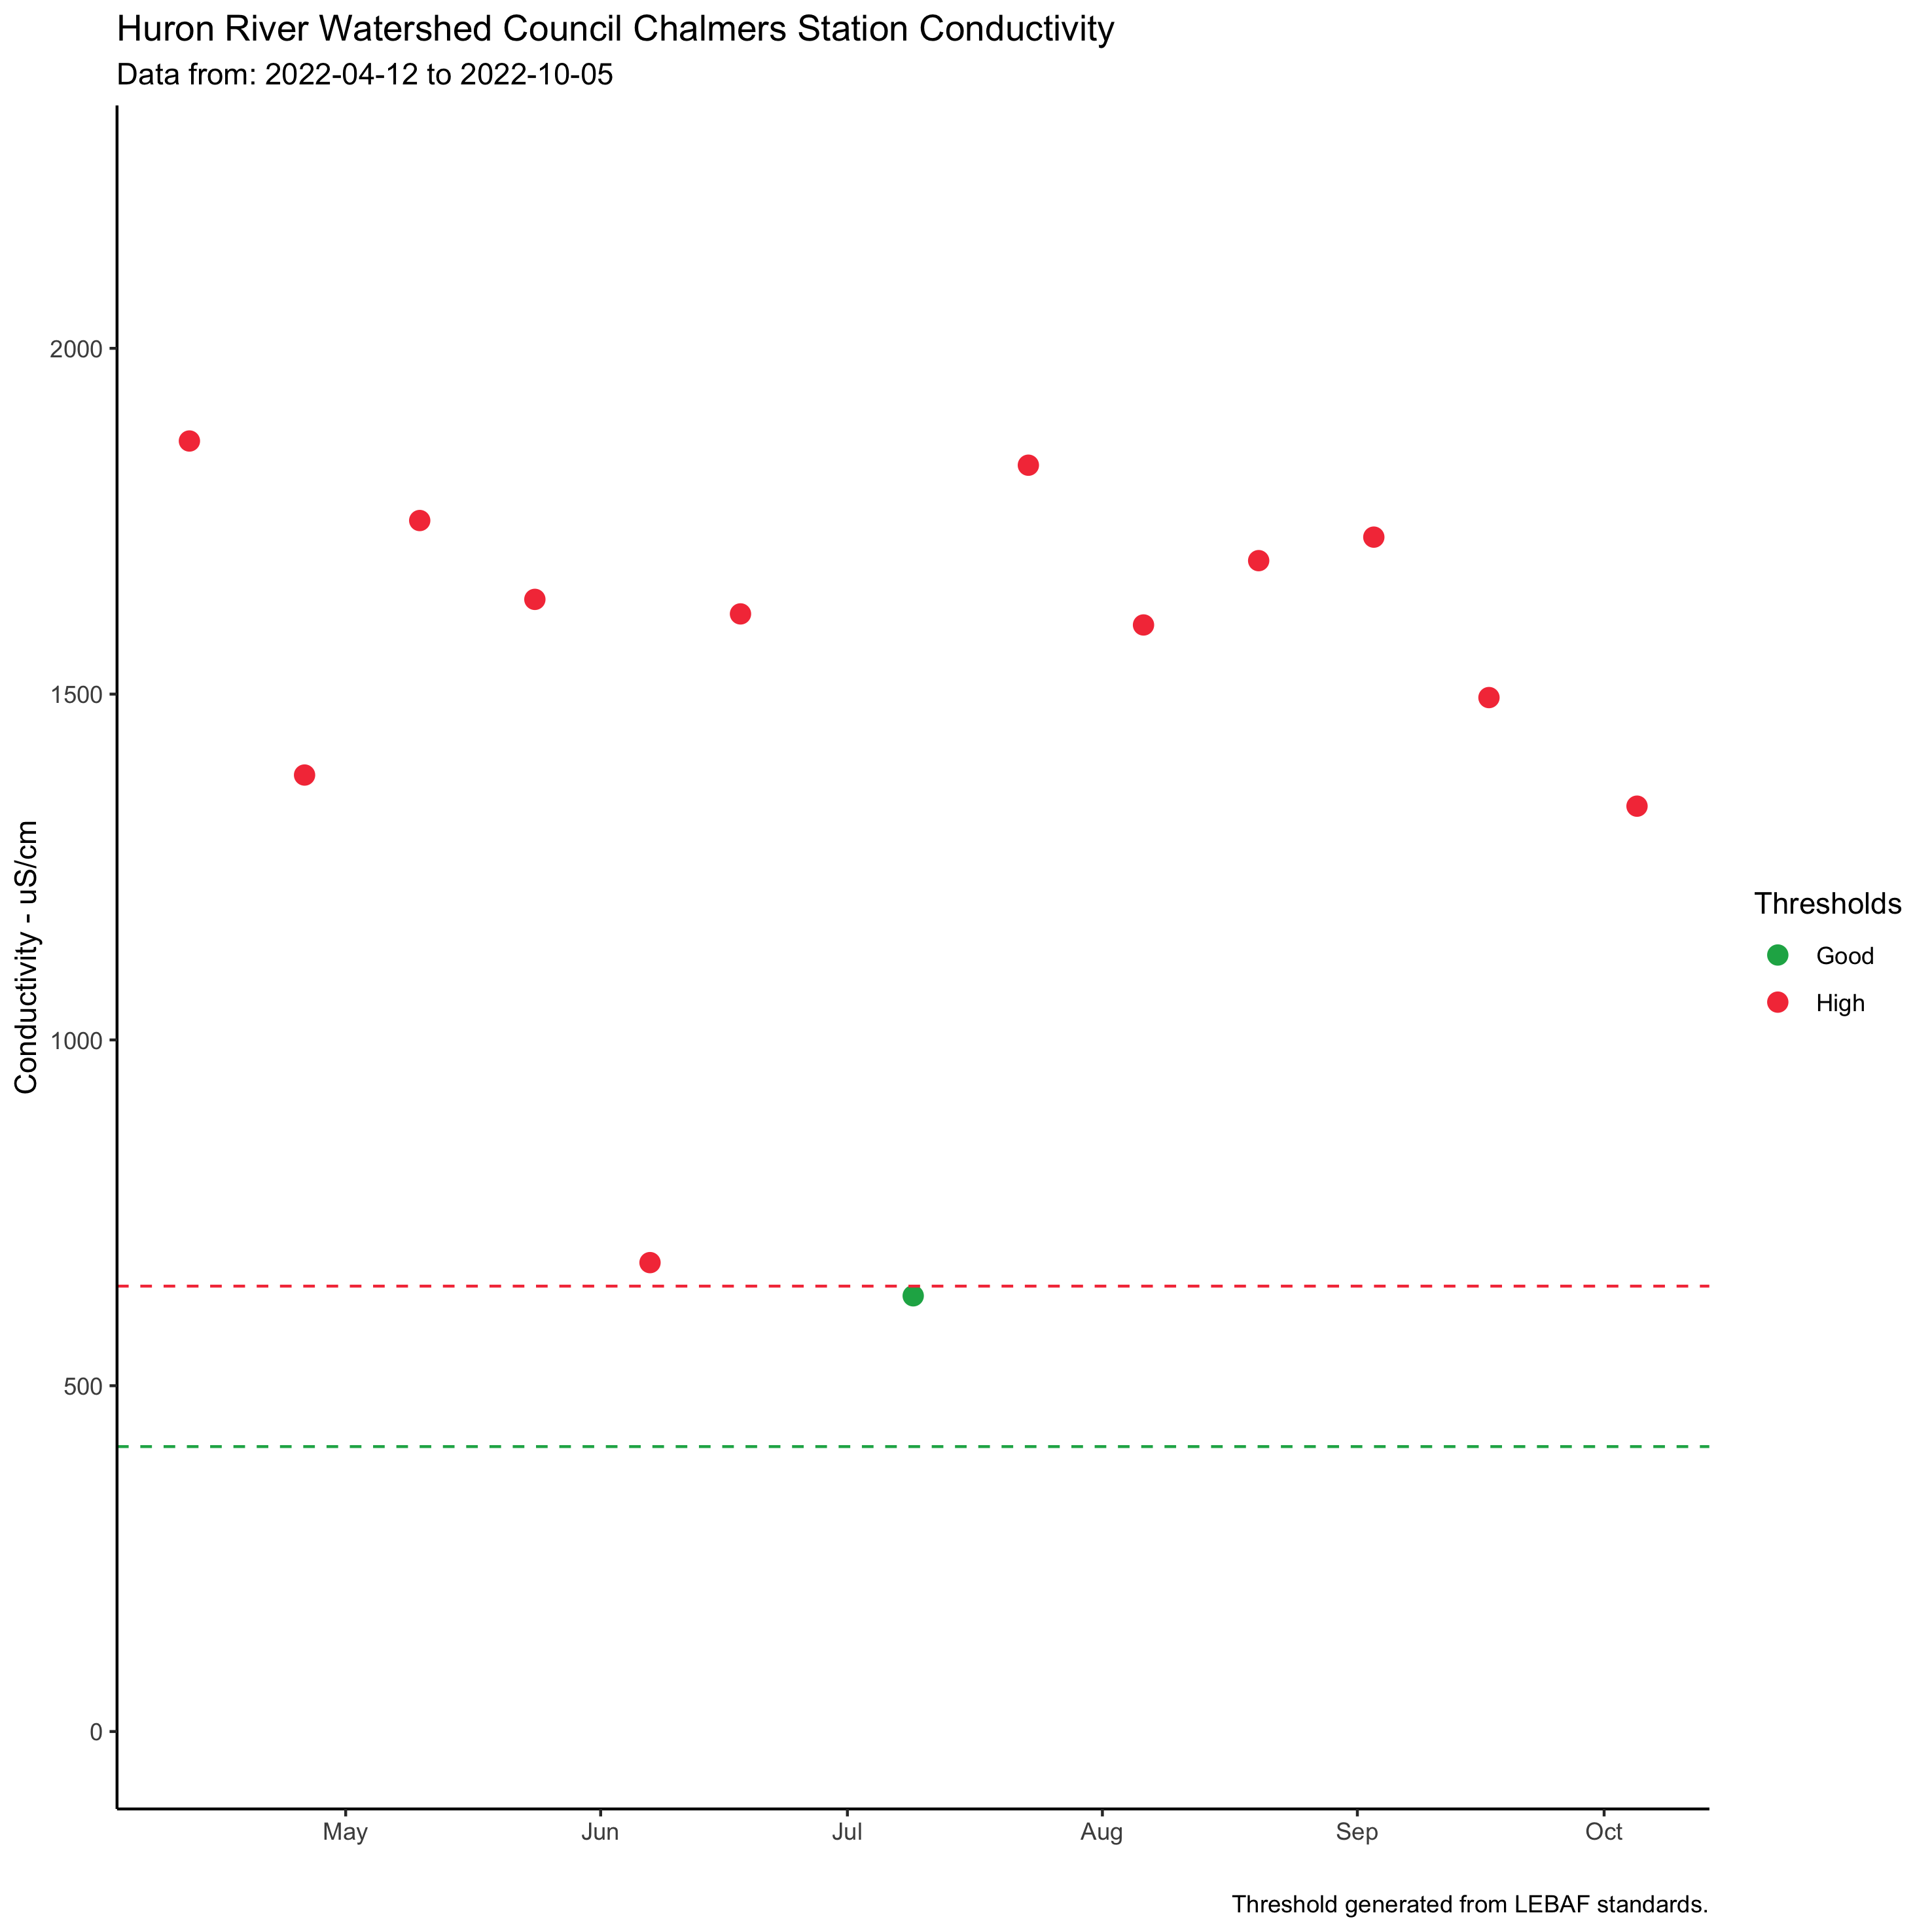 Huron River Watershed Council Chalmers Station Conductivity
Data from: 2022-04-12 to 2022-10-05
Conductivity - uS/cm
2000
1500
1000
500
0
May Jun Jul Aug Sep Oct
Thresholds
Good
High
Threshold generated from LEBAF standards.